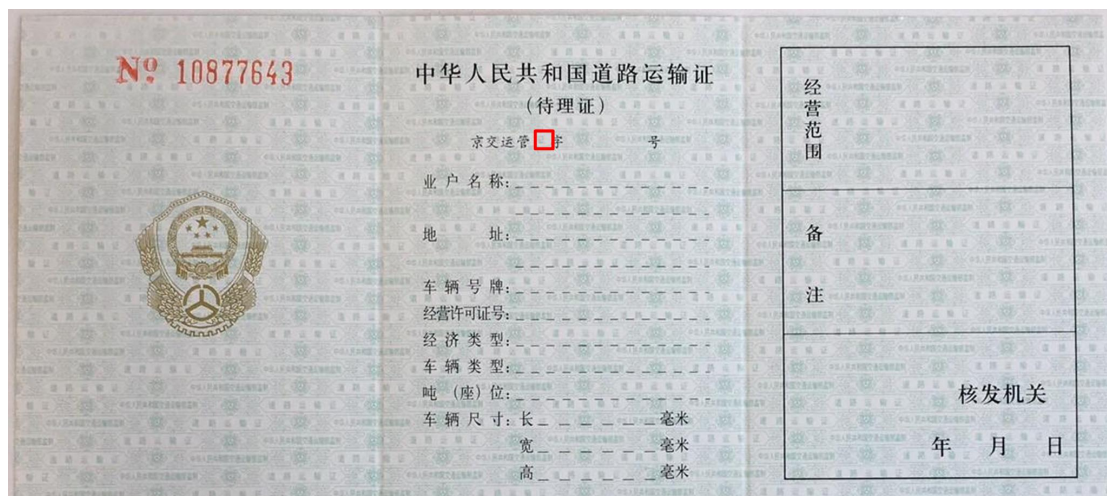 № 10877643
中华人民共和国道路运输证
(待理证)
京交运管 字 号
业户名称:
地 址:
车辆号牌:
经营许可证号:
经济类型:
车辆类型:
吨 (座) 位:
车辆尺寸: 长 毫米
宽 毫米
高 毫米
经营范围
备注
核发机关
年 月 日